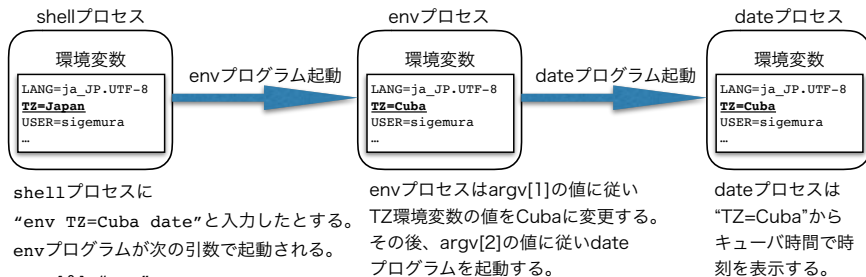 shellプロセス
envプロセス
dateプロセス
環境変数
LANG=ja_JP.UTF-8
TZ=Japan
USER=sigemura
…
envプログラム起動
環境変数
LANG=ja_JP.UTF-8
TZ=Cuba
USER=sigemura
…
dateプログラム起動
環境変数
LANG=ja_JP.UTF-8
TZ=Cuba
USER=sigemura
…
shellプロセスに
“env TZ=Cuba date”と入力したとする。
envプログラムが次の引数で起動される。
envプロセスはargv[1]の値に従い
TZ環境変数の値をCubaに変更する。
その後、argv[2]の値に従いdate
プログラムを起動する。
dateプロセスは
“TZ=Cuba”から
キューバ時間で時
刻を表示する。